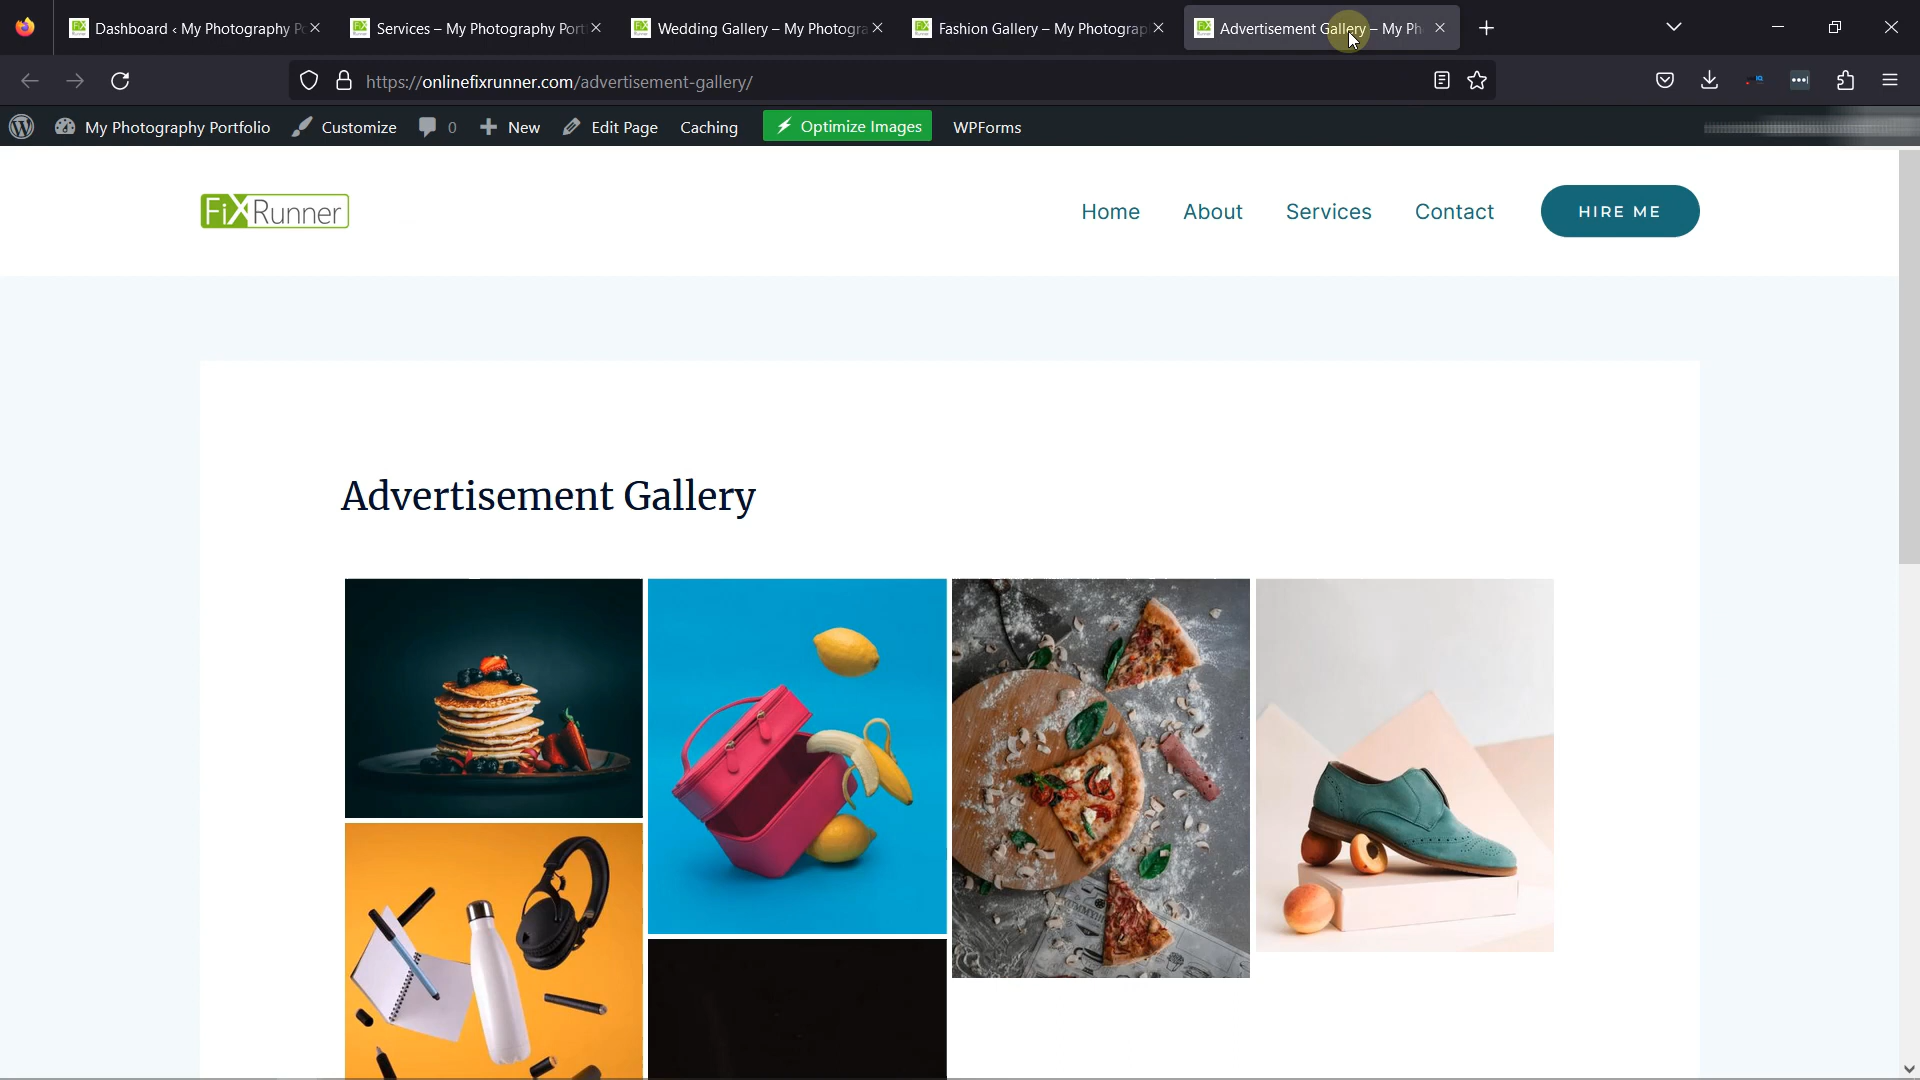 Dashboard ‹ My Photography P
Services – My Photography Port
Wedding Gallery – My Photogra
Fashion Gallery – My Photograp
Advertisement Gallery – My Ph
https://onlinefixrunner.com/advertisement-gallery/
My Photography Portfolio
Customize
0
New
Edit Page
Caching
Optimize Images
WPForms
FiXRunner
Home
About
Services
Contact
HIRE ME
Advertisement Gallery